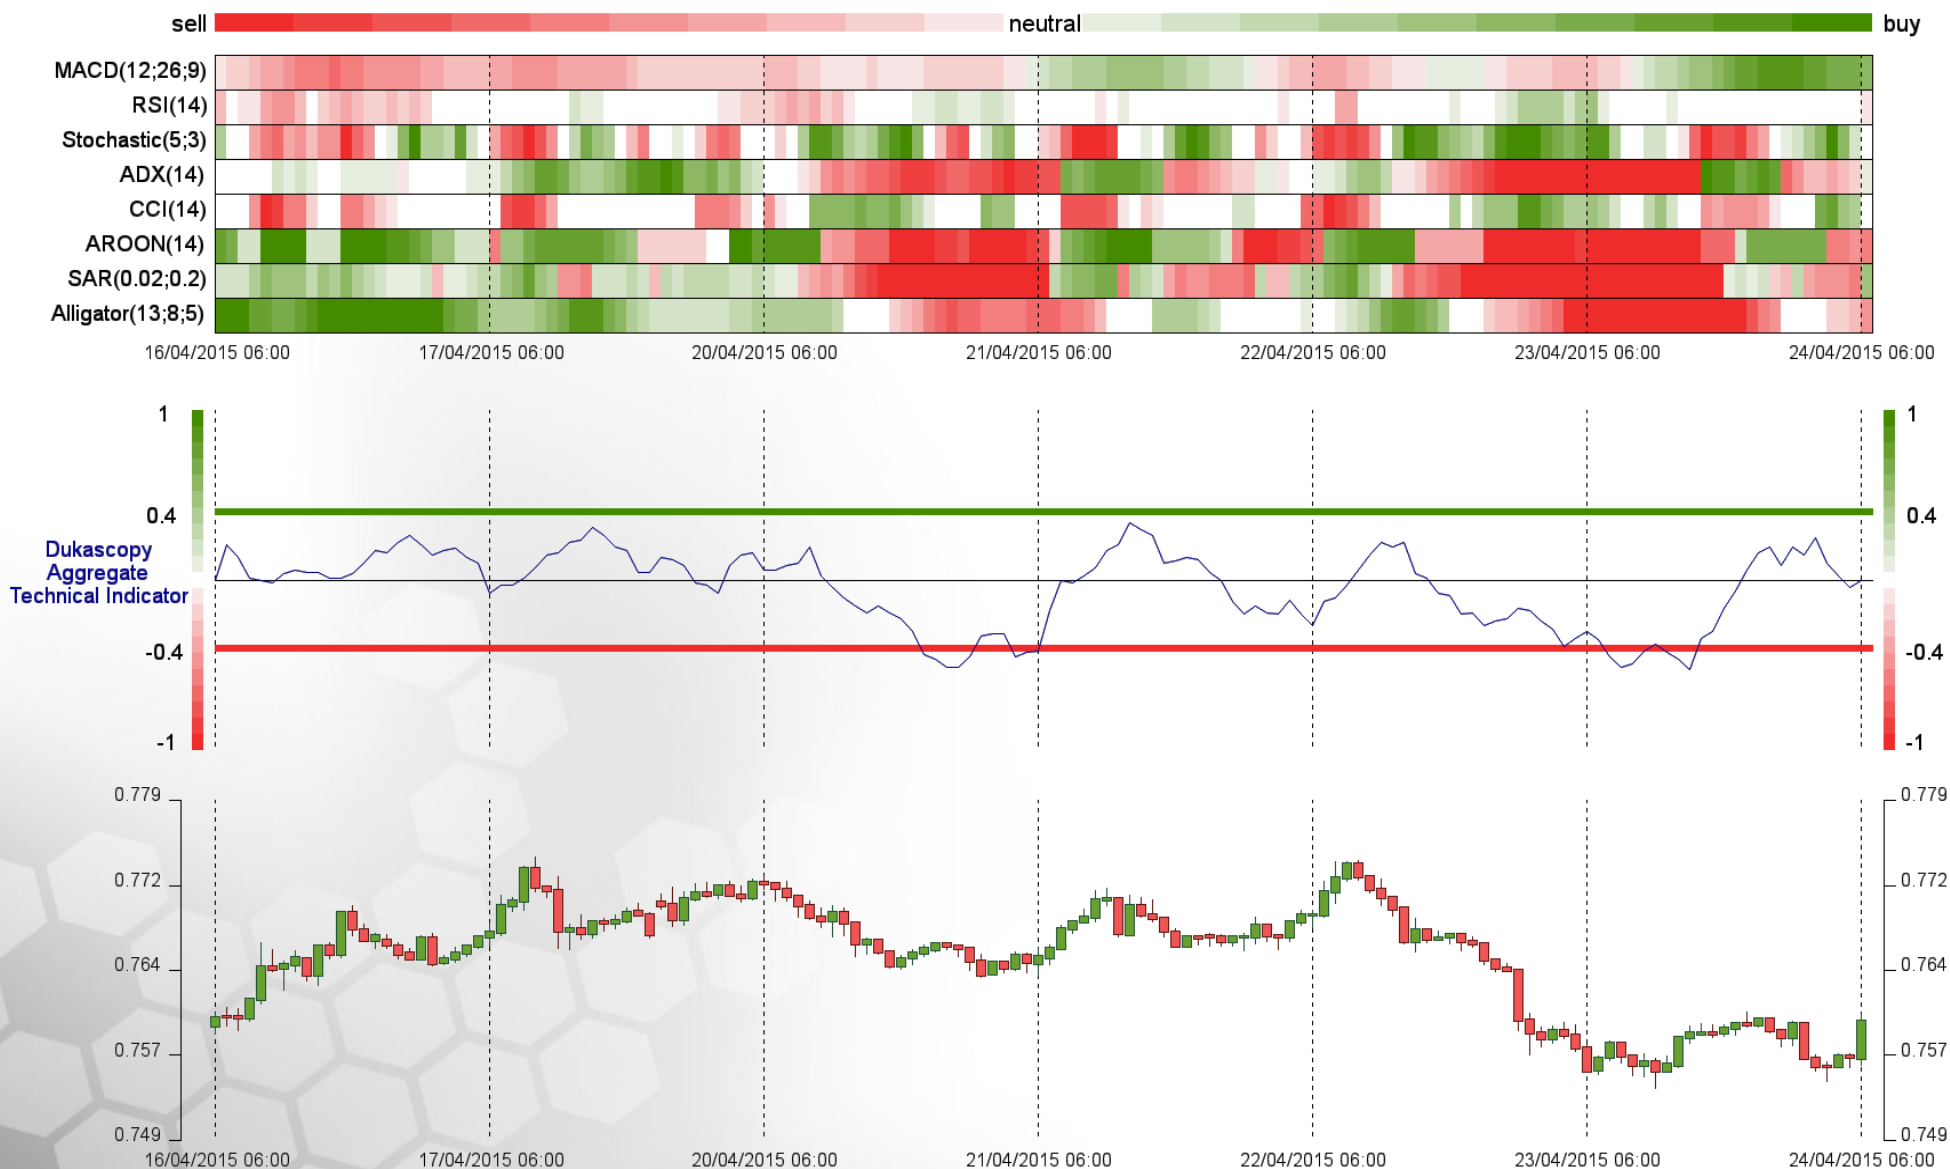 sell neutral buy
MACD(12;26;9)
RSI(14)
Stochastic(5;3)
ADX(14)
CCI(14)
AROON(14)
SAR(0.02;0.2)
Alligator(13;8;5)
16/04/2015 06:00 17/04/2015 06:00 20/04/2015 06:00 21/04/2015 06:00 22/04/2015 06:00 23/04/2015 06:00 24/04/2015 06:00
1 1
0.4 0.4
Dukascopy
Aggregate
Technical Indicator
-0.4 -0.4
-1 -1
0.779 0.779
0.772 0.772
0.764 0.764
0.757 0.757
0.749 0.749
16/04/2015 06:00 17/04/2015 06:00 20/04/2015 06:00 21/04/2015 06:00 22/04/2015 06:00 23/04/2015 06:00 24/04/2015 06:00